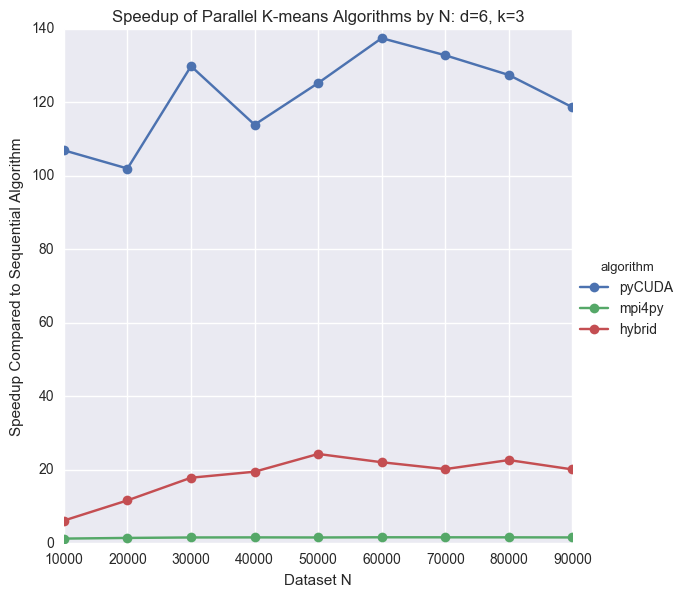 Speedup of Parallel K-means Algorithms by N: d=6, k=3
140
120
100
80
60
40
20
0
Speedup Compared to Sequential Algorithm
10000 20000 30000 40000 50000 60000 70000 80000 90000
Dataset N
algorithm
pyCUDA
mpi4py
hybrid